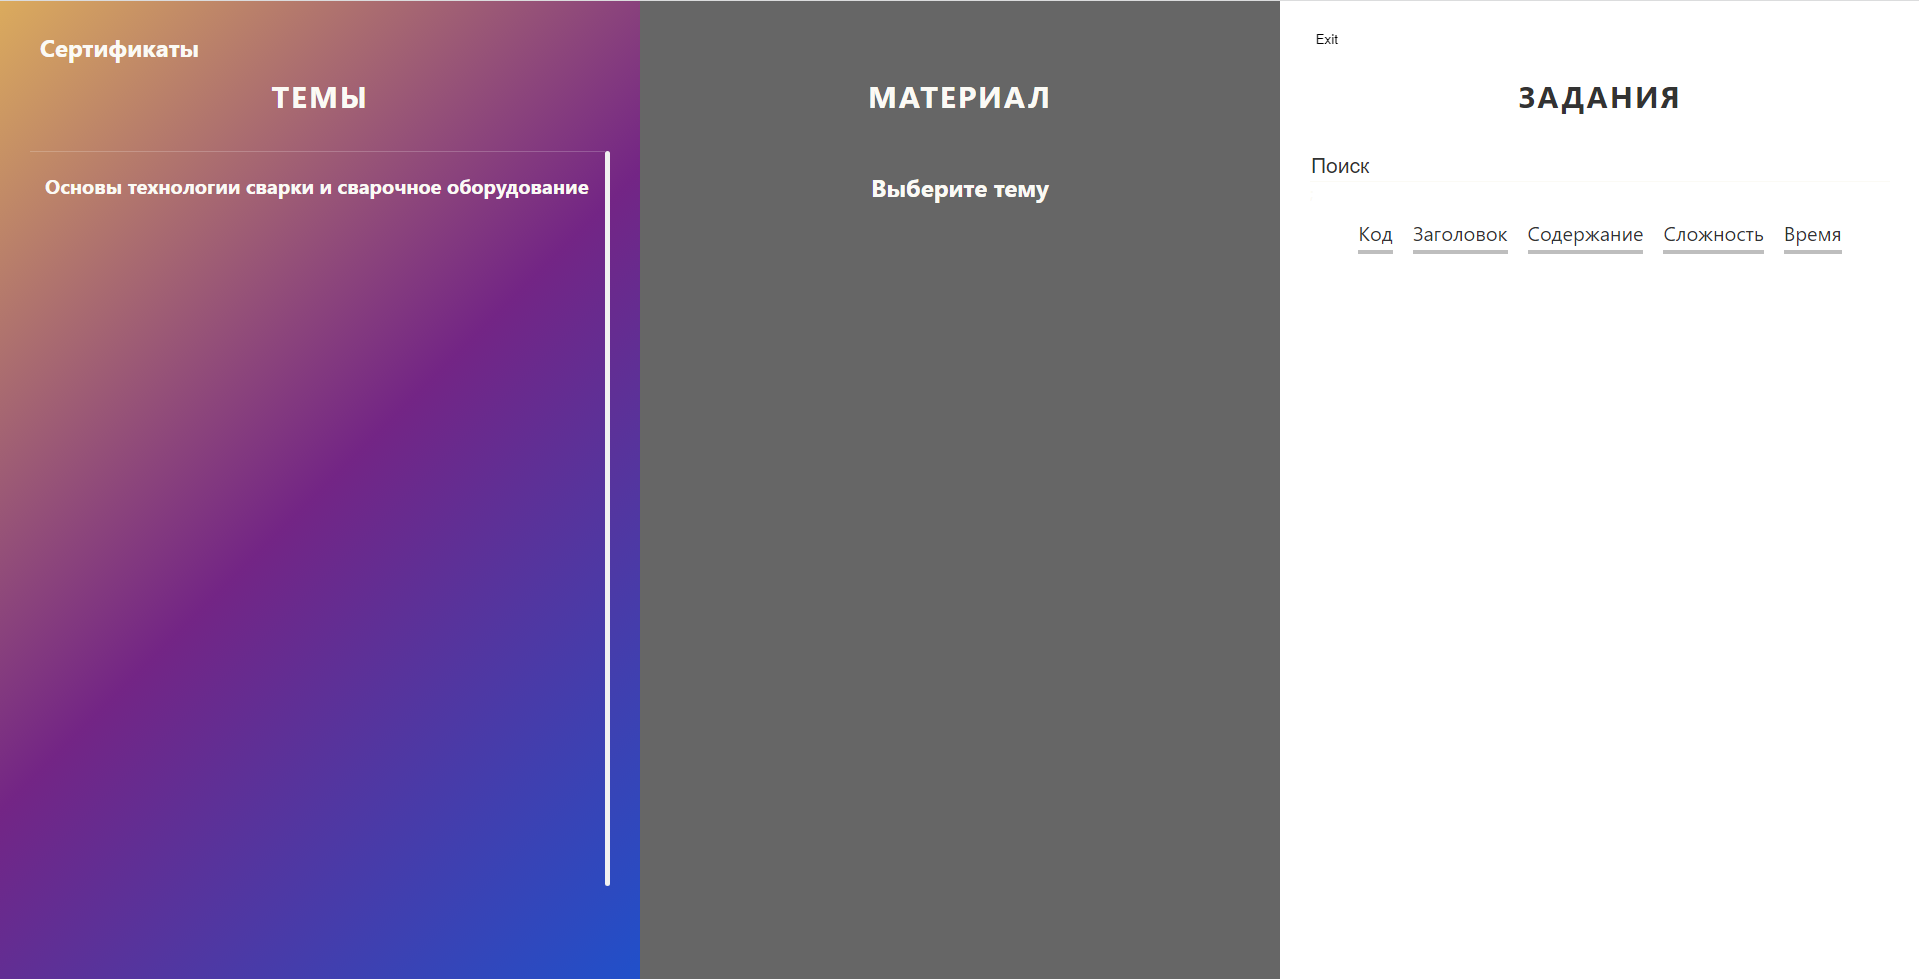 Сертификаты
ТЕМЫ
Основы технологии сварки и сварочное оборудование
МАТЕРИАЛ
Выберите тему
Exit
ЗАДАНИЯ
Поиск
Код Заголовок Содержание Сложность Время